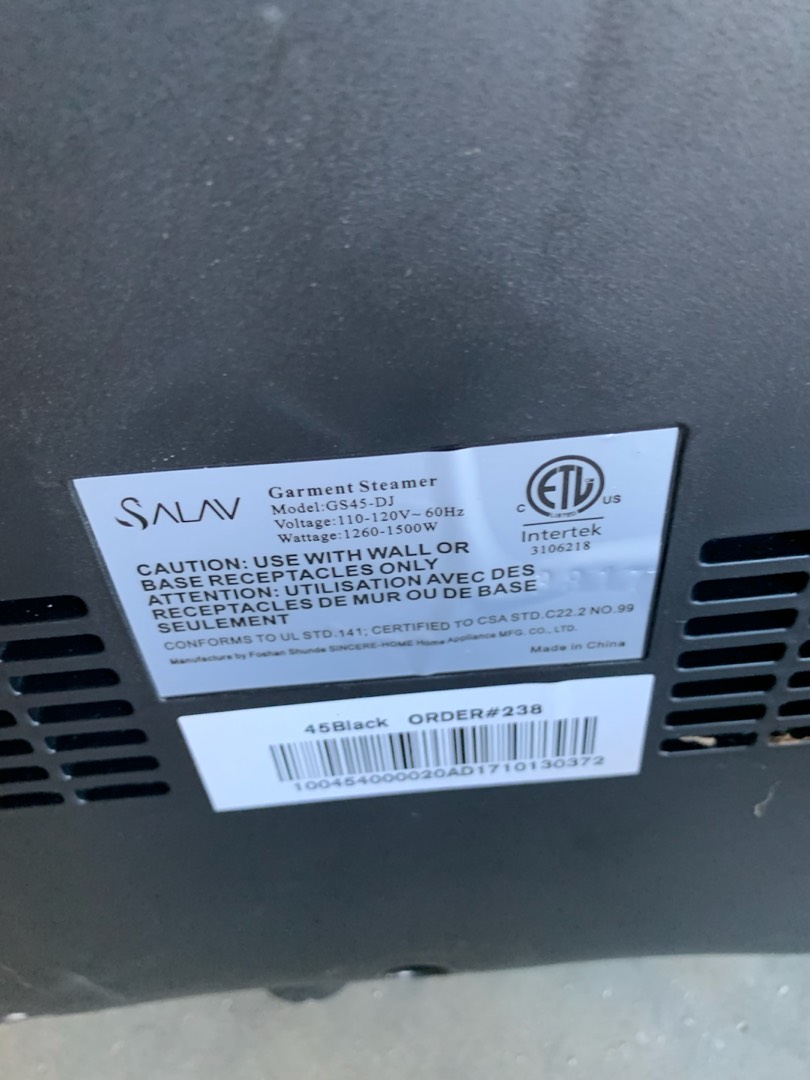 SALAV
Garment Steamer
Model:GS45-DJ
Voltage:110-120V~60Hz
Wattage:1260-1500W
CAUTION: USE WITH WALL OR
BASE RECEPTACLES ONLY
ATTENTION: UTILISATION AVEC DES
RECEPTACLES DE MUR OU DE BASE
SEULEMENT
CONFORMS TO UL STD.141; CERTIFIED TO CSA STD.C22.2 NO.99
Manufacture by Foshan Shunde SINCERE-HOME Home Appliance MFG. CO., LTD.
Made in China
ETL
LISTED
C US
Intertek
3106218
45Black ORDER#238
100454000020AD1710130372